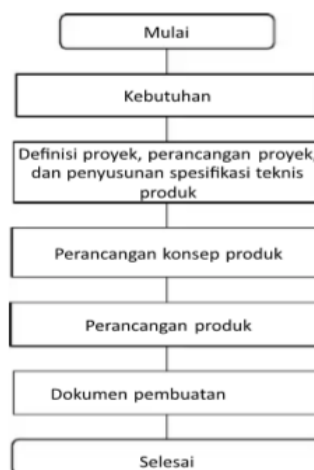 Mulai
Kebutuhan
Definisi proyek, perancangan proyek,
dan penyusunan spesifikasi teknis
produk
Perancangan konsep produk
Perancangan produk
Dokumen pembuatan
Selesai